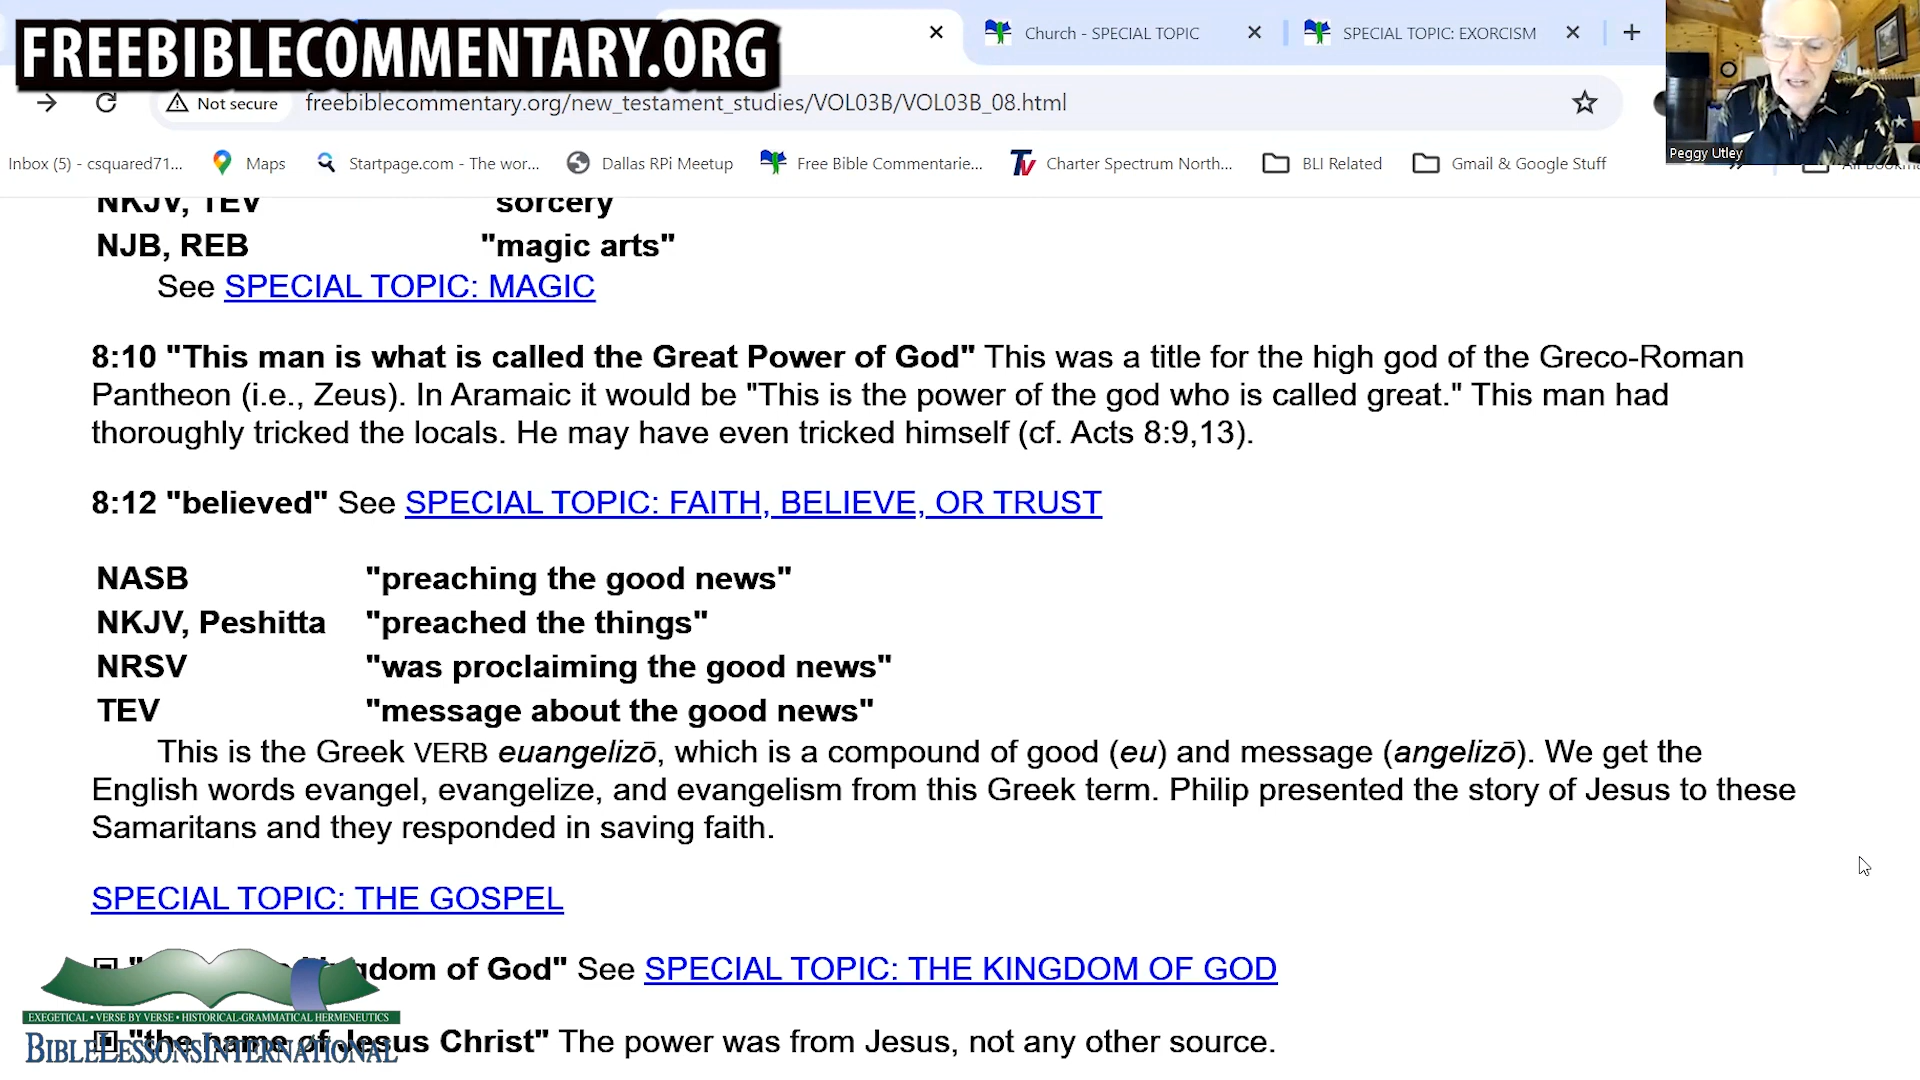 FREEBIBLECOMMENTARY.ORG
Church - SPECIAL TOPIC
SPECIAL TOPIC: EXORCISM
Not secure
freebiblecommentary.org/new_testament_studies/VOL03B/VOL03B_08.html
Peggy Utley
Inbox (5) - csquared71...
Maps
Startpage.com - The wor...
Dallas RPi Meetup
Free Bible Commentarie...
Charter Spectrum North...
BLI Related
Gmail & Google Stuff
All Bookm
NKJV, TEV "sorcery
NJB, REB "magic arts"
See SPECIAL TOPIC: MAGIC
8:10 "This man is what is called the Great Power of God" This was a title for the high god of the Greco-Roman
Pantheon (i.e., Zeus). In Aramaic it would be "This is the power of the god who is called great." This man had
thoroughly tricked the locals. He may have even tricked himself (cf. Acts 8:9,13).
8:12 "believed" See SPECIAL TOPIC: FAITH, BELIEVE, OR TRUST
NASB "preaching the good news"
NKJV, Peshitta "preached the things"
NRSV "was proclaiming the good news"
TEV "message about the good news"
This is the Greek VERB euangelizō, which is a compound of good (eu) and message (angelizō). We get the
English words evangel, evangelize, and evangelism from this Greek term. Philip presented the story of Jesus to these
Samaritans and they responded in saving faith.
SPECIAL TOPIC: THE GOSPEL
gdom of God" See SPECIAL TOPIC: THE KINGDOM OF GOD
EXEGETICAL • VERSE BY VERSE • HISTORICAL-GRAMMATICAL HERMENEUTICS
"the name of Jesus Christ" The power was from Jesus, not any other source.
BIBLELESSONSINTERNATIONAL